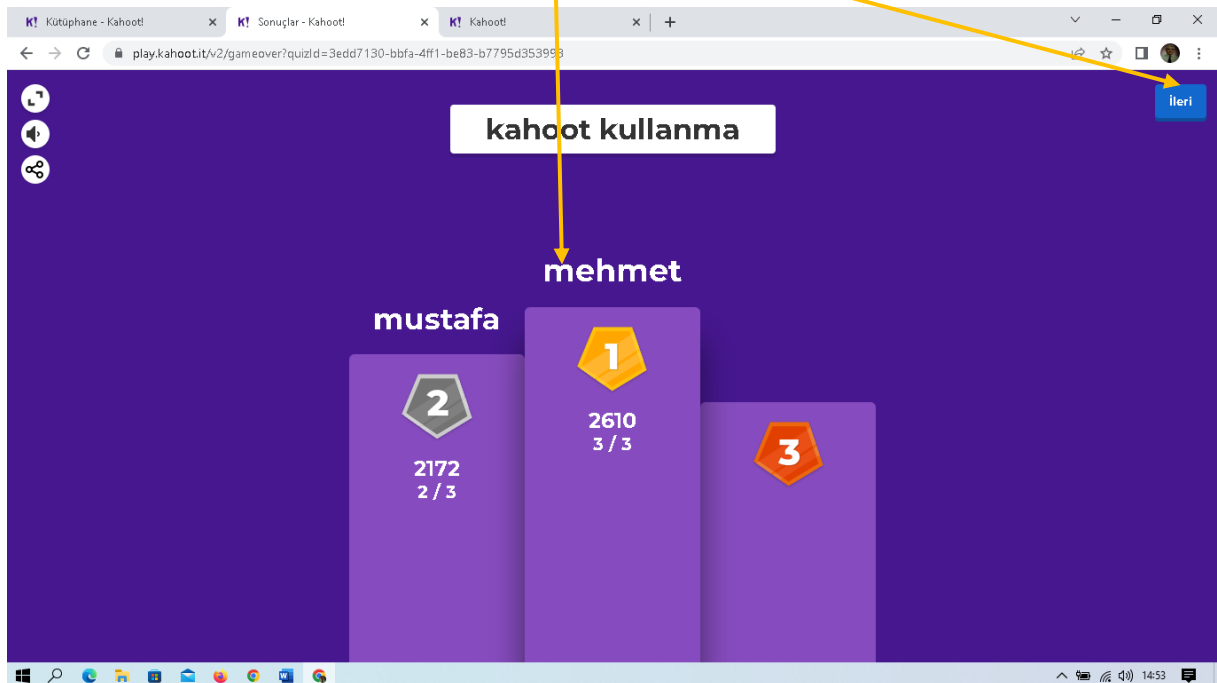 K! Kütüphane - Kahoot!
K! Sonuçlar - Kahoot!
K! Kahoot!
play.kahoot.it/v2/gameover?quizId=3edd7130-bbfa-4ff1-be83-b7795d353993
İleri
kahoot kullanma
mehmet
mustafa
1
2610
3 / 3
2
2172
2 / 3
3
14:53